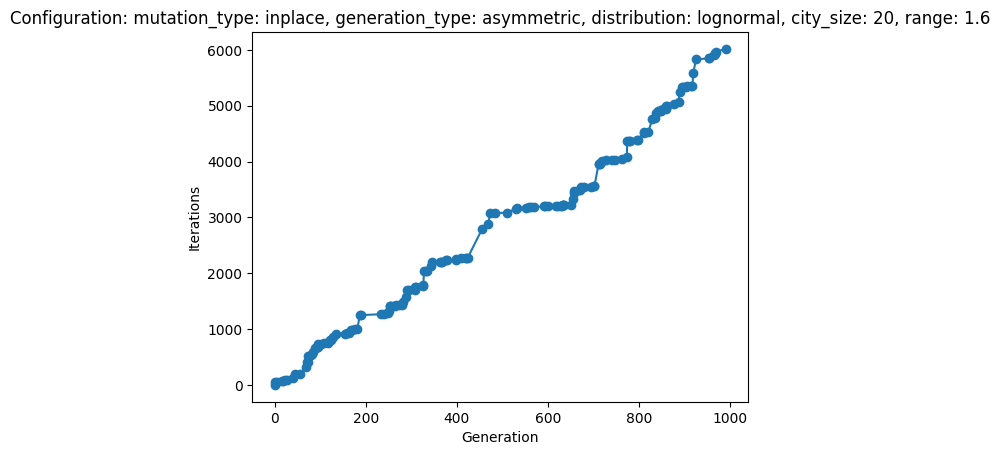 Configuration: mutation_type: inplace, generation_type: asymmetric, distribution: lognormal, city_size: 20, range: 1.6
6000
5000
4000
3000
2000
1000
0
Iterations
0 200 400 600 800 1000
Generation